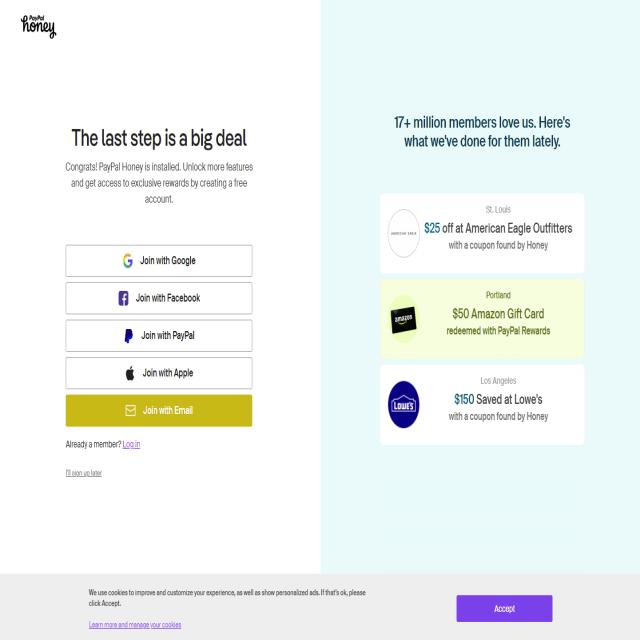 PayPal
honey
The last step is a big deal
Congrats! PayPal Honey is installed. Unlock more features
and get access to exclusive rewards by creating a free
account.
Join with Google
Join with Facebook
Join with PayPal
Join with Apple
Join with Email
Already a member? Log in
I'll sign up later
17+ million members love us. Here's
what we've done for them lately.
St. Louis
AMERICAN EAGLE
$25 off at American Eagle Outfitters
with a coupon found by Honey
Portland
amazon
$50 Amazon Gift Card
redeemed with PayPal Rewards
Los Angeles
LOWE'S
$150 Saved at Lowe's
with a coupon found by Honey
We use cookies to improve and customize your experience, as well as show personalized ads. If that's ok, please
click Accept.
Learn more and manage your cookies
Accept